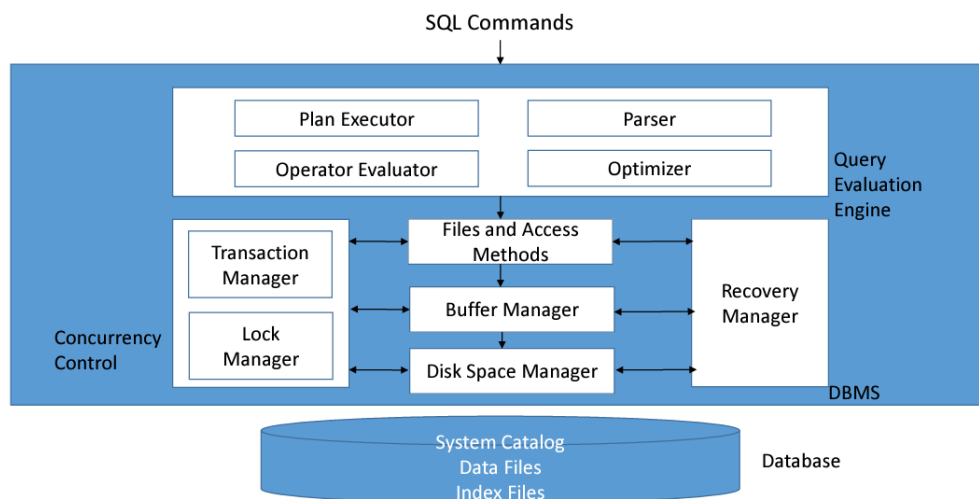 SQL Commands
Plan Executor
Parser
Operator Evaluator
Optimizer
Query
Evaluation
Engine
Files and Access
Methods
Transaction
Manager
Buffer Manager
Recovery
Manager
Lock
Manager
Concurrency
Control
Disk Space Manager
DBMS
System Catalog
Data Files
Index Files
Database